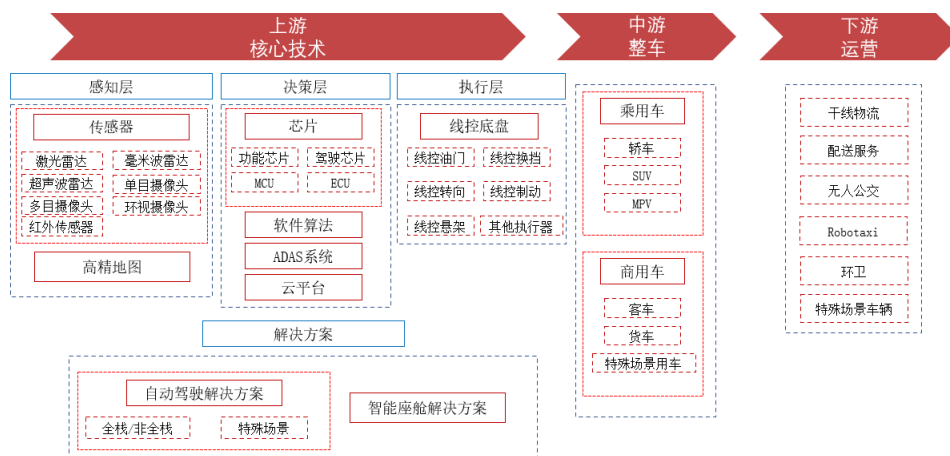 上游
核心技术
中游
整车
下游
运营
感知层
决策层
执行层
传感器
激光雷达
毫米波雷达
超声波雷达
单目摄像头
多目摄像头
环视摄像头
红外传感器
高精地图
芯片
功能芯片
驾驶芯片
MCU
ECU
软件算法
ADAS系统
云平台
线控底盘
线控油门
线控换挡
线控转向
线控制动
线控悬架
其他执行器
解决方案
自动驾驶解决方案
全栈/非全栈
特殊场景
智能座舱解决方案
乘用车
轿车
SUV
MPV
商用车
客车
货车
特殊场景用车
干线物流
配送服务
无人公交
Robotaxi
环卫
特殊场景车辆